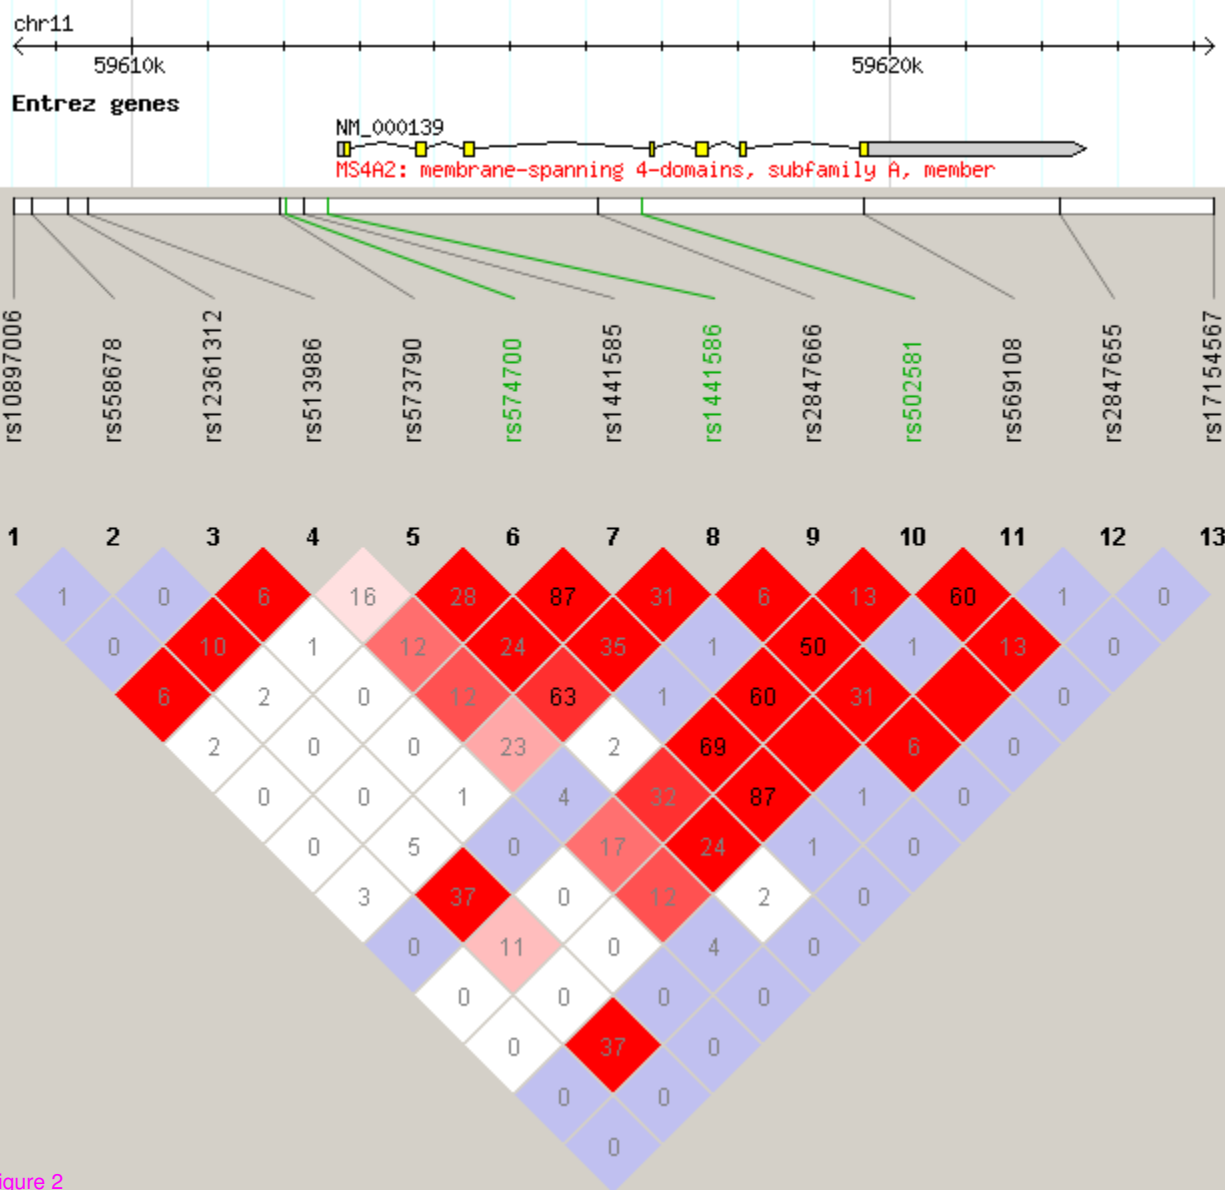 chr11
59610k 59620k
Entrez genes
NM_000139
MS4A2: membrane-spanning 4-domains, subfamily A, member
rs10897006
rs558678
rs12361312
rs513986
rs573790
rs574700
rs1441585
rs1441586
rs2847666
rs502581
rs569108
rs2847655
rs17154567
1 2 3 4 5 6 7 8 9 10 11 12 13
1 0 6 16 28 87 31 6 13 60 1 0
0 10 1 12 24 35 1 50 1 13 0
6 2 0 12 63 1 60 31 0
2 0 0 23 2 69 6 0
0 0 1 4 32 87 1 0
0 5 0 17 24 1 0
3 37 0 12 2 0
0 11 0 4 0
0 0 0 0
0 37 0
0 0
0
igure 2